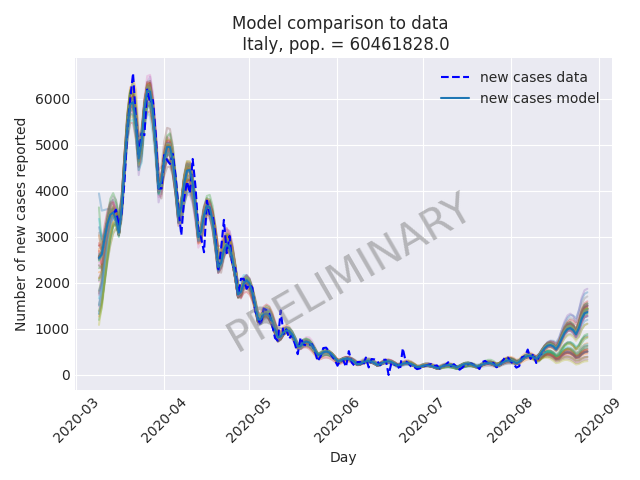 Model comparison to data
Italy, pop. = 60461828.0
new cases data
new cases model
Number of new cases reported
6000
5000
4000
3000
2000
1000
0
PRELIMINARY
2020-03
2020-04
2020-05
2020-06
2020-07
2020-08
2020-09
Day